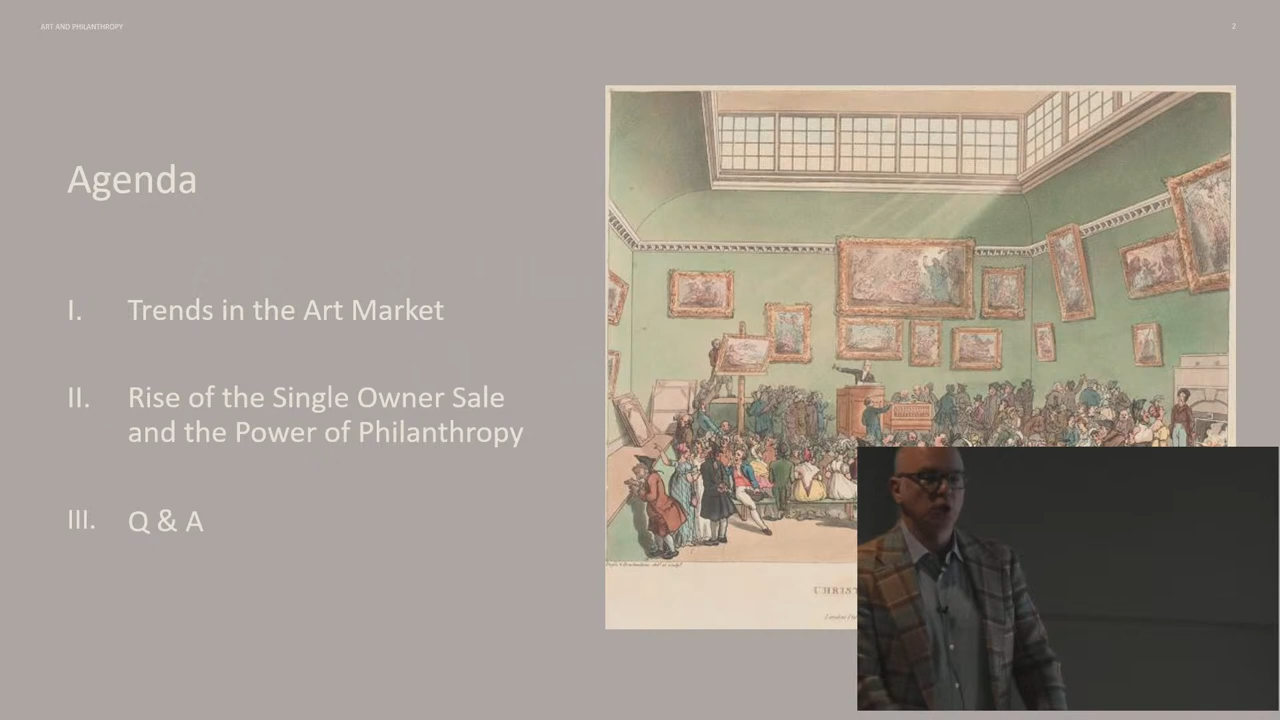 ART AND PHILANTHROPY
2
Agenda
I. Trends in the Art Market
II. Rise of the Single Owner Sale
and the Power of Philanthropy
III. Q & A